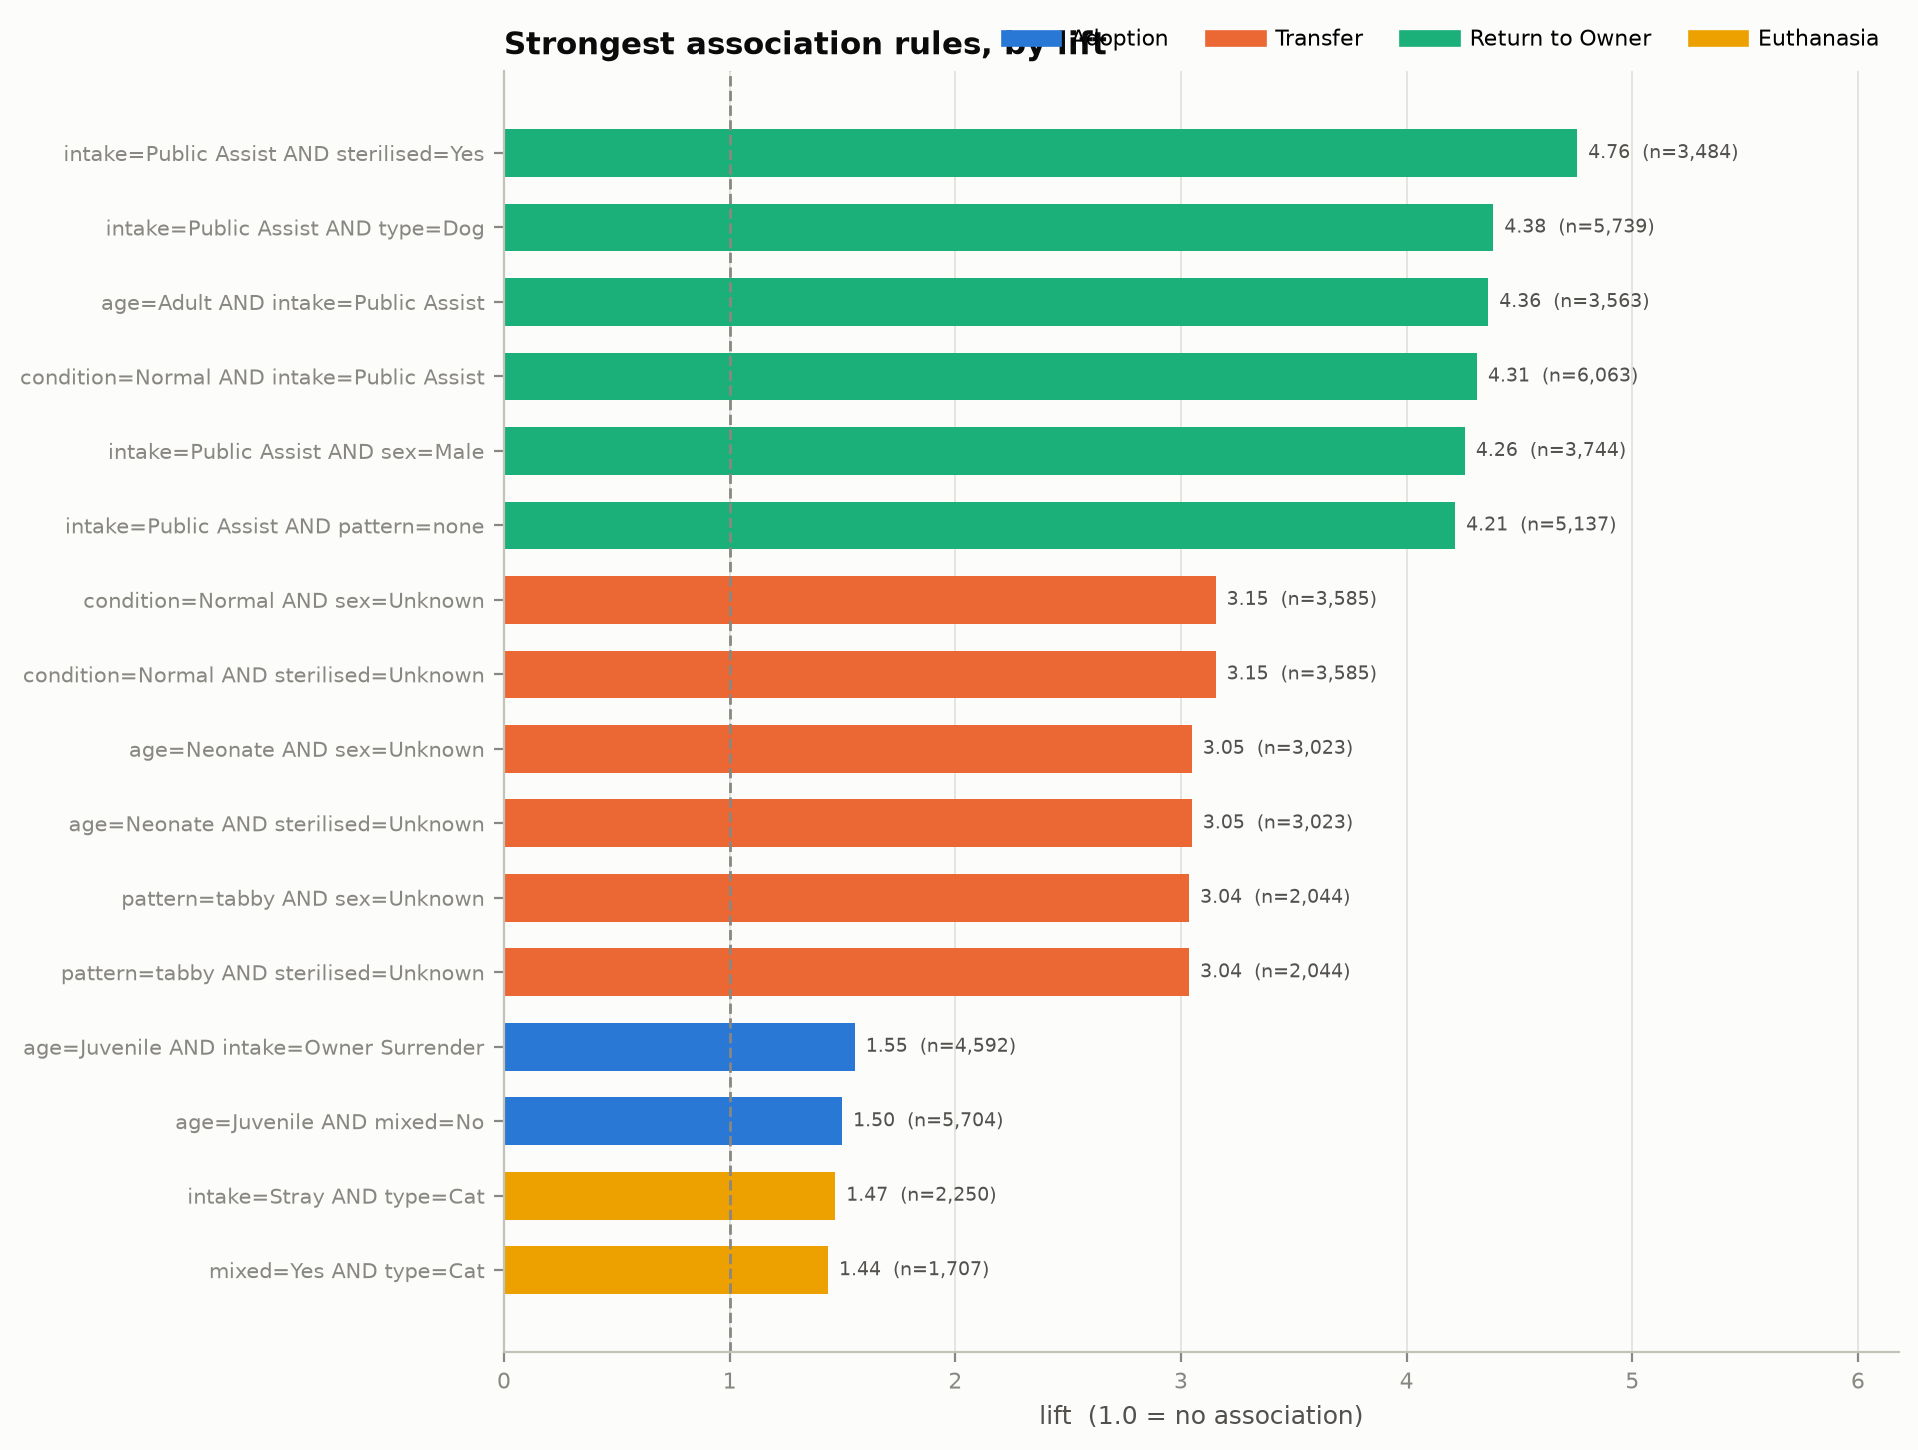 Strongest association rules, by lift
Adoption
Transfer
Return to Owner
Euthanasia
intake=Public Assist AND sterilised=Yes
4.76 (n=3,484)
intake=Public Assist AND type=Dog
4.38 (n=5,739)
age=Adult AND intake=Public Assist
4.36 (n=3,563)
condition=Normal AND intake=Public Assist
4.31 (n=6,063)
intake=Public Assist AND sex=Male
4.26 (n=3,744)
intake=Public Assist AND pattern=none
4.21 (n=5,137)
condition=Normal AND sex=Unknown
3.15 (n=3,585)
condition=Normal AND sterilised=Unknown
3.15 (n=3,585)
age=Neonate AND sex=Unknown
3.05 (n=3,023)
age=Neonate AND sterilised=Unknown
3.05 (n=3,023)
pattern=tabby AND sex=Unknown
3.04 (n=2,044)
pattern=tabby AND sterilised=Unknown
3.04 (n=2,044)
age=Juvenile AND intake=Owner Surrender
1.55 (n=4,592)
age=Juvenile AND mixed=No
1.50 (n=5,704)
intake=Stray AND type=Cat
1.47 (n=2,250)
mixed=Yes AND type=Cat
1.44 (n=1,707)
0 1 2 3 4 5 6
lift (1.0 = no association)